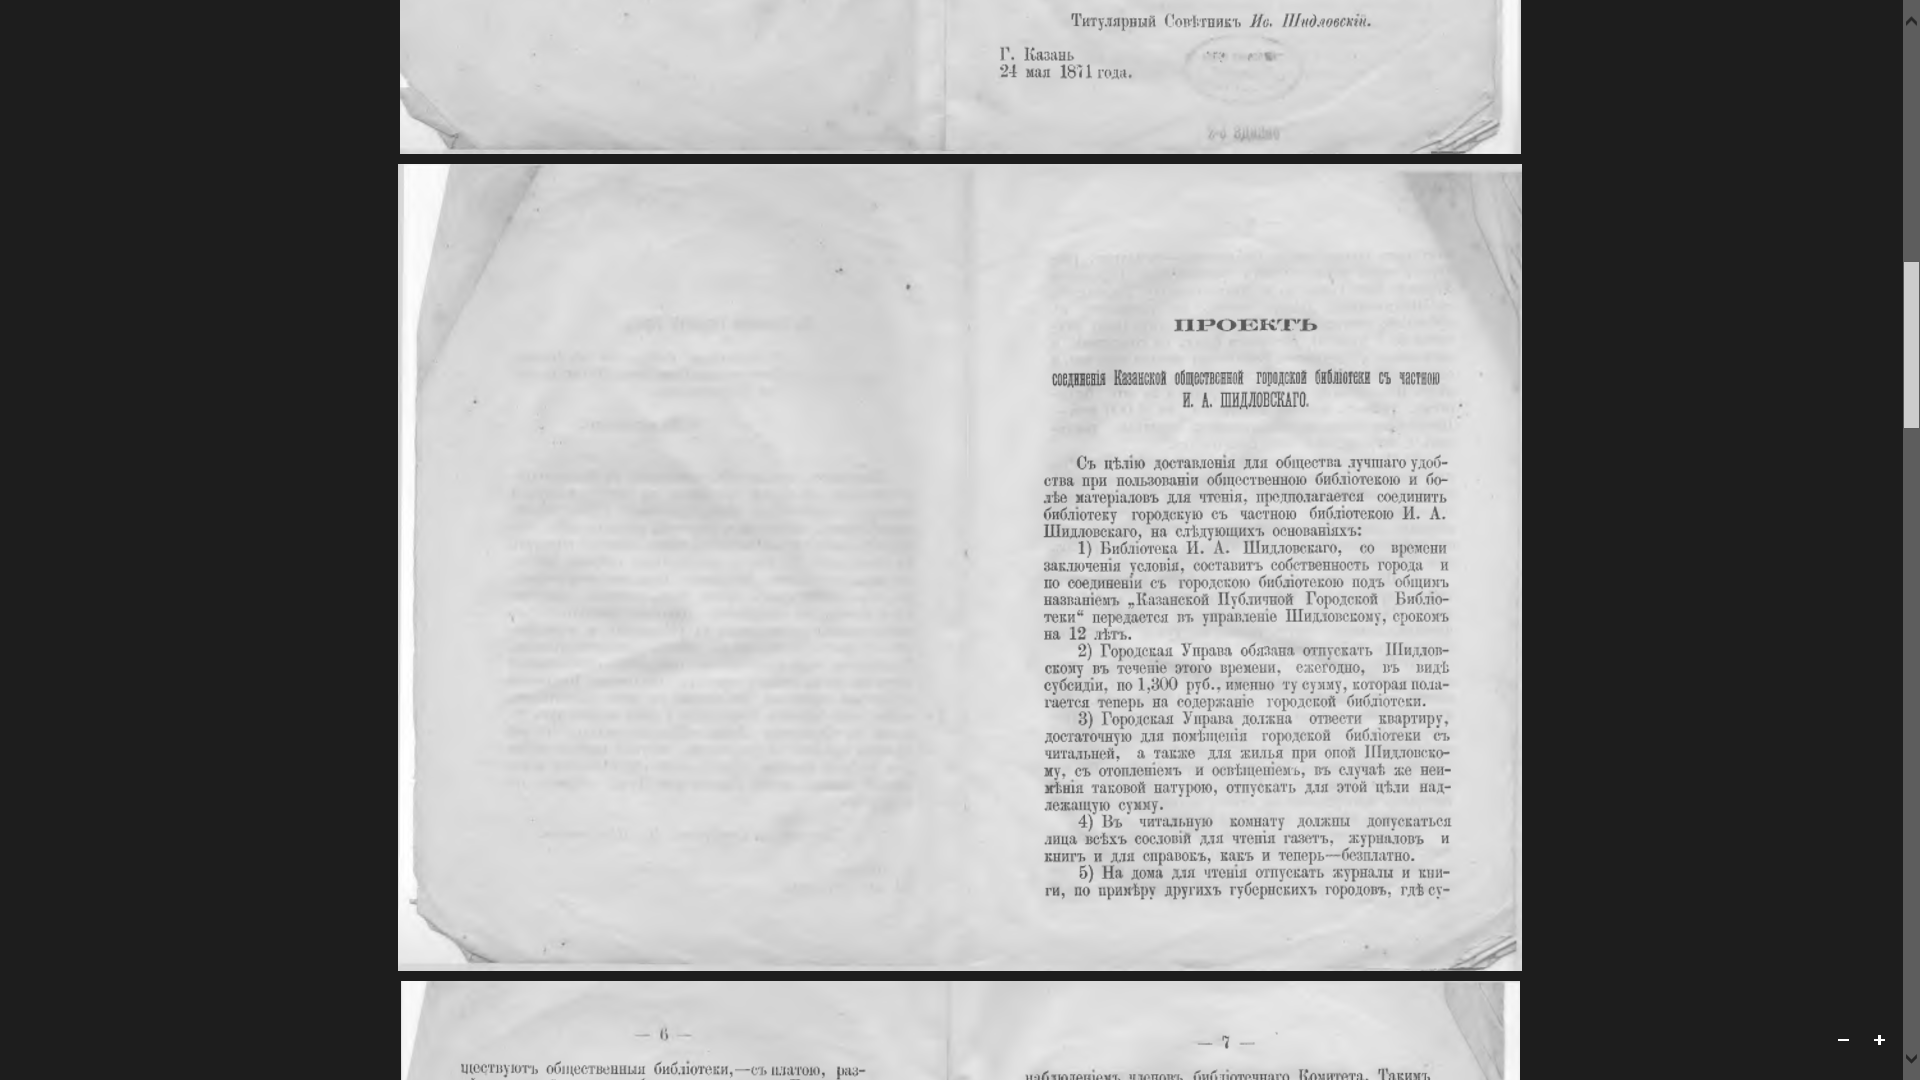 Титулярный Совѣтникъ Ис. Шидловскій.
Г. Казань
24 мая 1871 года.
ПРОЕКТЪ
соединенія Казанской общественной городской библіотеки съ частною
И. А. ШИДЛОВСКАГО.
Съ цѣлію доставленія для общества лучшаго удоб-
ства при пользованіи общественною библіотекою и бо-
лѣе матеріаловъ для чтенія, предполагается соединить
библіотеку городскую съ частною библіотекою И. А.
Шидловскаго, на слѣдующихъ основаніяхъ:
1) Библіотека И. А. Шидловскаго, со времени
заключенія условія, составитъ собственность города и
по соединеніи съ городскою библіотекою подъ общимъ
названіемъ „Казанской Публичной Городской Библіо-
теки“ передается въ управленіе Шидловскому, срокомъ
на 12 лѣтъ.
2) Городская Управа обязана отпускать Шидлов-
скому въ теченіе этого времени, ежегодно, въ видѣ
субсидіи, по 1,300 руб., именно ту сумму, которая пола-
гается теперь на содержаніе городской библіотеки.
3) Городская Управа должна отвести квартиру,
достаточную для помѣщенія городской библіотеки съ
читальней, а также для жилья при оной Шидловско-
му, съ отопленіемъ и освѣщеніемъ, въ случаѣ же неи-
мѣнія таковой натурою, отпускать для этой цѣли над-
лежащую сумму.
4) Въ читальную комнату должны допускаться
лица всѣхъ сословій для чтенія газетъ, журналовъ и
книгъ и для справокъ, какъ и теперь—безплатно.
5) На дома для чтенія отпускать журналы и кни-
ги, по примѣру другихъ губернскихъ городовъ, гдѣ су-
— 6 —
ществуютъ общественныя библіотеки,—съ платою, раз-
— 7 —
наблюденіемъ членовъ библіотечнаго Комитета. Такимъ